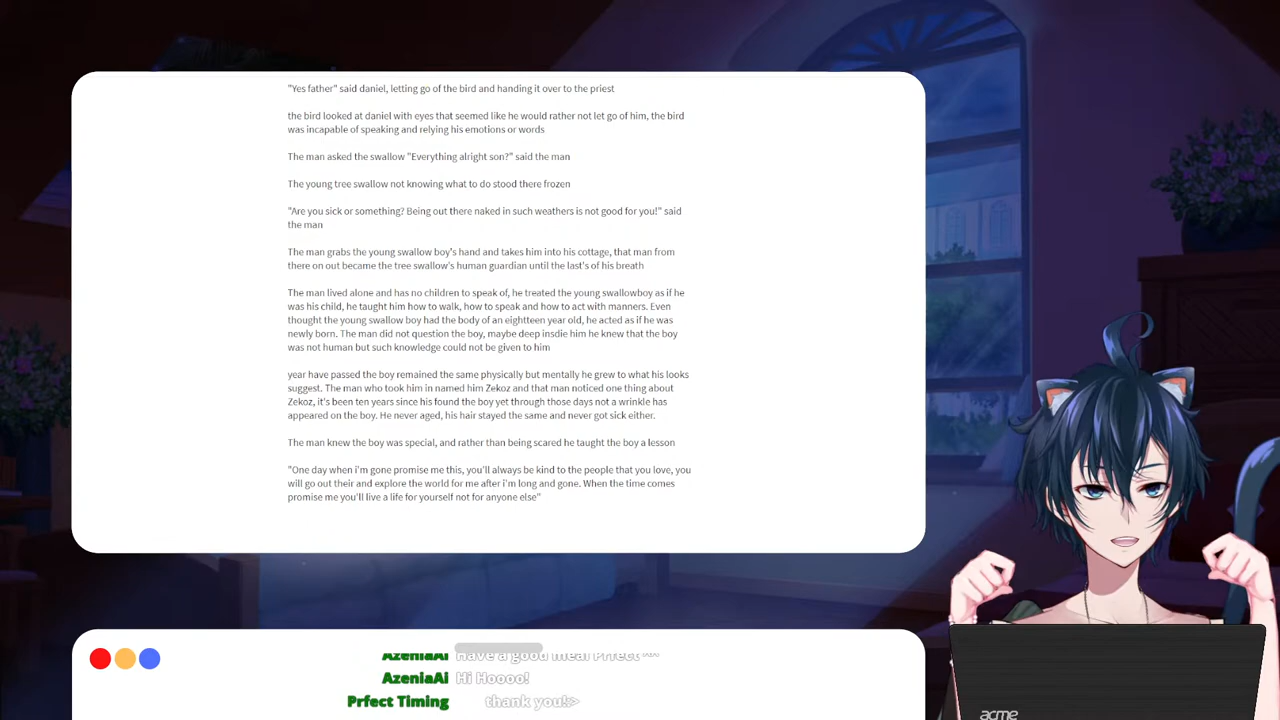 "Yes father" said daniel, letting go of the bird and handing it over to the priest
the bird looked at daniel with eyes that seemed like he would rather not let go of him, the bird
was incapable of speaking and relying his emotions or words
The man asked the swallow "Everything alright son?" said the man
The young tree swallow not knowing what to do stood there frozen
"Are you sick or something? Being out there naked in such weathers is not good for you!" said
the man
The man grabs the young swallow boy's hand and takes him into his cottage, that man from
there on out became the tree swallow's human guardian until the last's of his breath
The man lived alone and has no children to speak of, he treated the young swallowboy as if he
was his child, he taught him how to walk, how to speak and how to act with manners. Even
thought the young swallow boy had the body of an eighteen year old, he acted as if he was
newly born. The man did not question the boy, maybe deep insdie him he knew that the boy
was not human but such knowledge could not be given to him
year have passed the boy remained the same physically but mentally he grew to what his looks
suggest. The man who took him in named him Zekoz and that man noticed one thing about
Zekoz, it's been ten years since his found the boy yet through those days not a wrinkle has
appeared on the boy. He never aged, his hair stayed the same and never got sick either.
The man knew the boy was special, and rather than being scared he taught the boy a lesson
"One day when i'm gone promise me this, you'll always be kind to the people that you love, you
will go out their and explore the world for me after i'm long and gone. When the time comes
promise me you'll live a life for yourself not for anyone else"
AzeniaAi Have a good meal Prfect ^^
AzeniaAi Hi Hoooo!
Prfect Timing thank you!>
acme